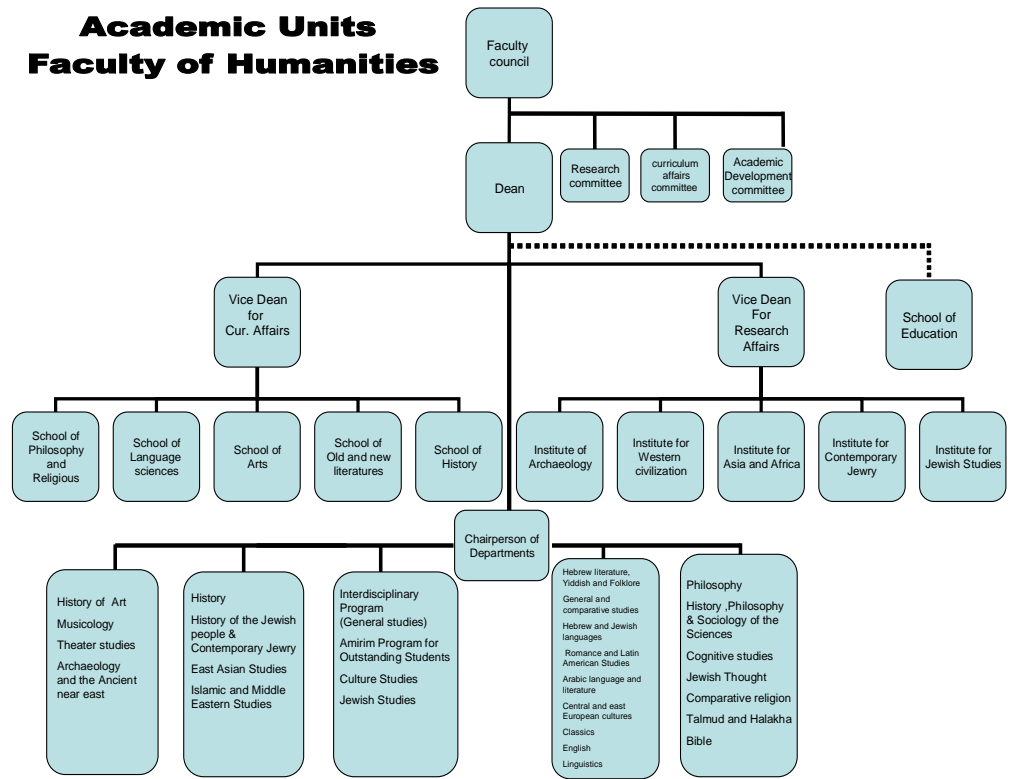 Academic Units
Faculty of Humanities
Faculty
council
Dean
Research
committee
curriculum
affairs
committee
Academic
Development
committee
Vice Dean
for
Cur. Affairs
Vice Dean
For
Research
Affairs
School of
Education
School of
Philosophy
and
Religious
School of
Language
sciences
School of
Arts
School of
Old and new
literatures
School of
History
Institute of
Archaeology
Institute for
Western
civilization
Institute for
Asia and Africa
Institute for
Contemporary
Jewry
Institute for
Jewish Studies
Chairperson of
Departments
History of Art
Musicology
Theater studies
Archaeology
and the Ancient
near east
History
History of the Jewish
people &
Contemporary Jewry
East Asian Studies
Islamic and Middle
Eastern Studies
Interdisciplinary
Program
(General studies)
Amirim Program for
Outstanding Students
Culture Studies
Jewish Studies
Hebrew literature,
Yiddish and Folklore
General and
comparative studies
Hebrew and Jewish
languages
Romance and Latin
American Studies
Arabic language and
literature
Central and east
European cultures
Classics
English
Linguistics
Philosophy
History ,Philosophy
& Sociology of the
Sciences
Cognitive studies
Jewish Thought
Comparative religion
Talmud and Halakha
Bible